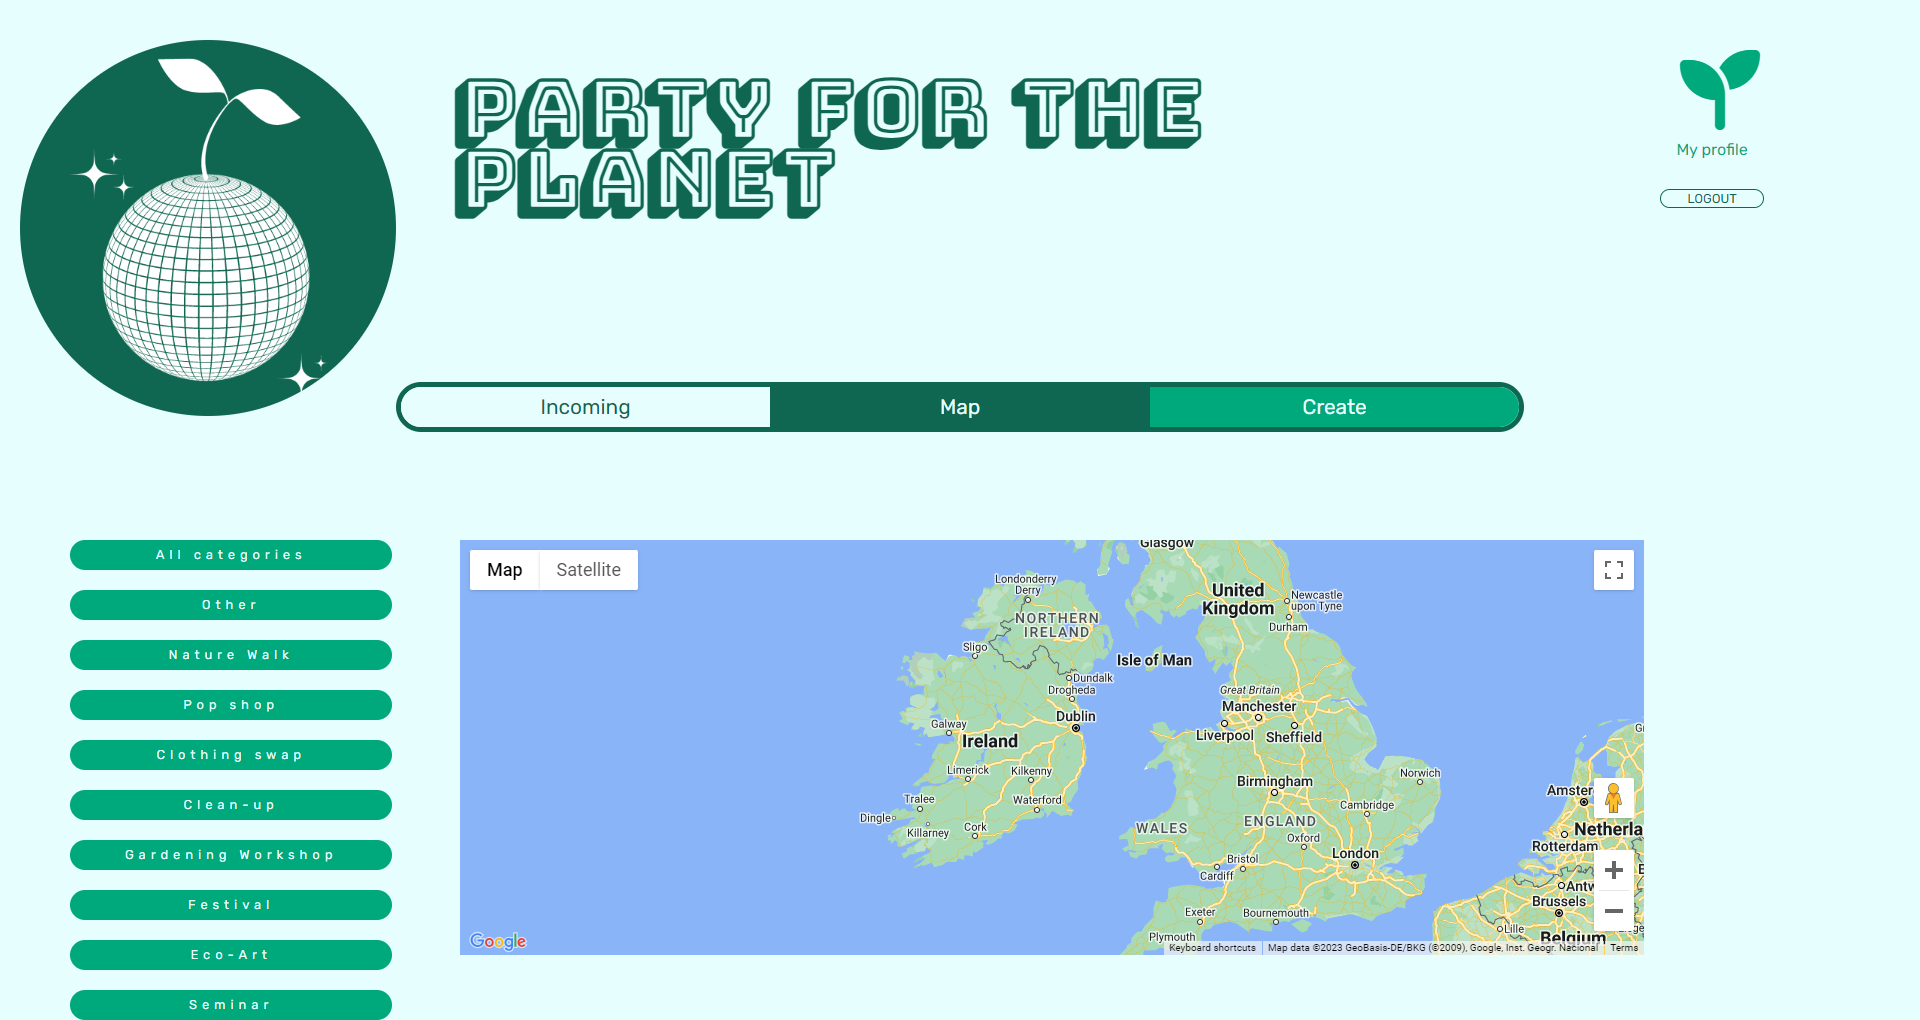 PARTY FOR THE
PLANET
My profile
LOGOUT
Incoming
Map
Create
All categories
Other
Nature Walk
Pop shop
Clothing swap
Clean-up
Gardening Workshop
Festival
Eco-Art
Seminar
Map
Satellite
Glasgow
Londonderry
Derry
United
Kingdom
Newcastle
upon Tyne
NORTHERN
IRELAND
Durham
Sligo
Isle of Man
Dundalk
Drogheda
Great Britain
Manchester
Dublin
Galway
Liverpool
Sheffield
Ireland
Limerick
Kilkenny
Norwich
Birmingham
Amster
Tralee
Waterford
Cambridge
Dingle
Killarney
Cork
WALES
ENGLAND
Netherla
Oxford
Rotterdam
London
Bristol
Cardiff
Antw
Brussels
Exeter
Bournemouth
Lille
Plymouth
Belgium
Google
Keyboard shortcuts
Map data ©2023 GeoBasis-DE/BKG (©2009), Google, Inst. Geogr. Nacional
Terms